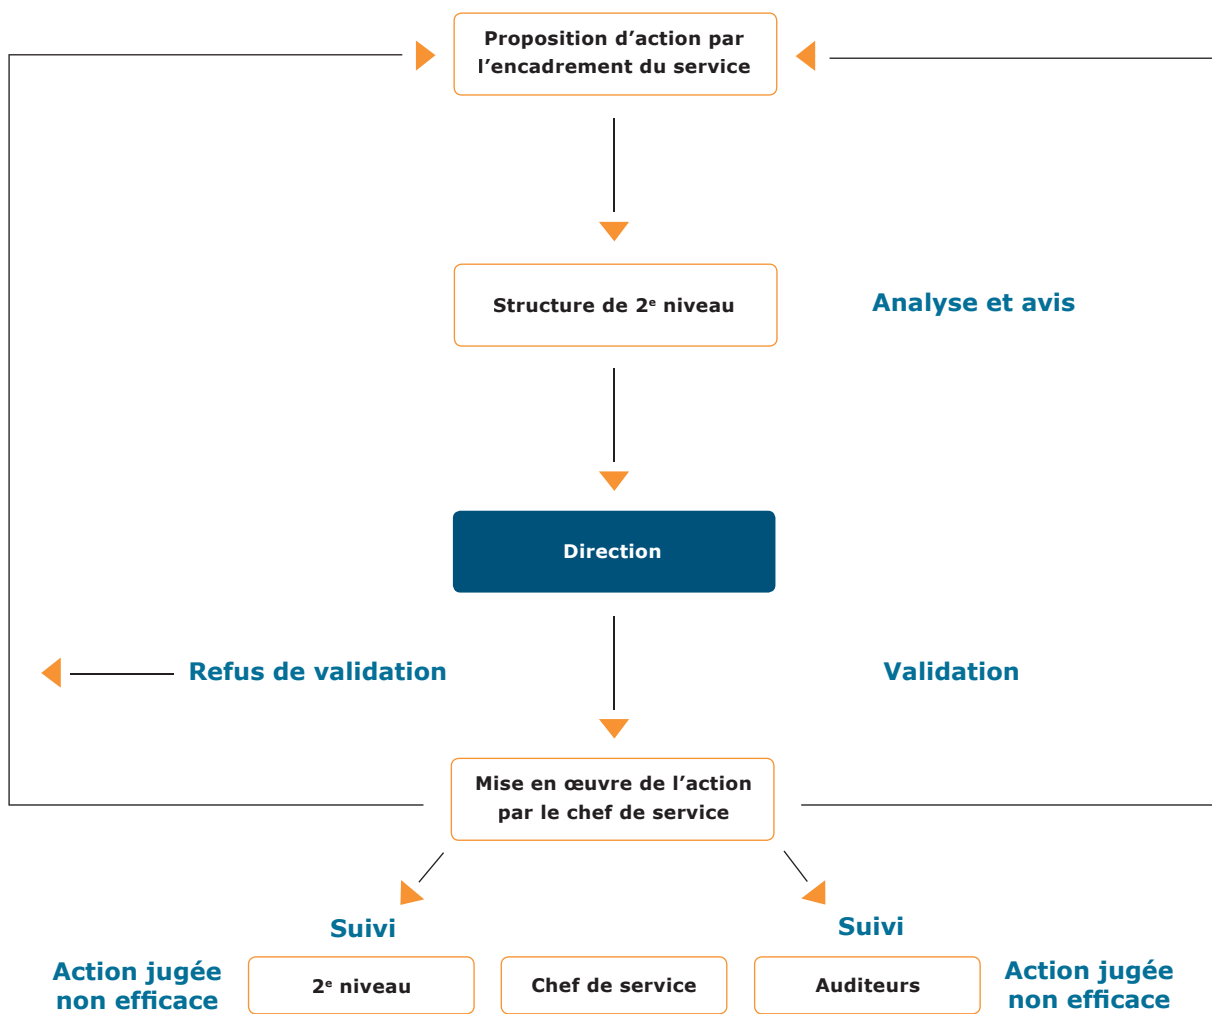 Proposition d’action par
l’encadrement du service
Structure de 2e niveau
Analyse et avis
Direction
Refus de validation
Validation
Mise en œuvre de l’action
par le chef de service
Suivi
Suivi
Action jugée
non efficace
2e niveau
Chef de service
Auditeurs
Action jugée
non efficace